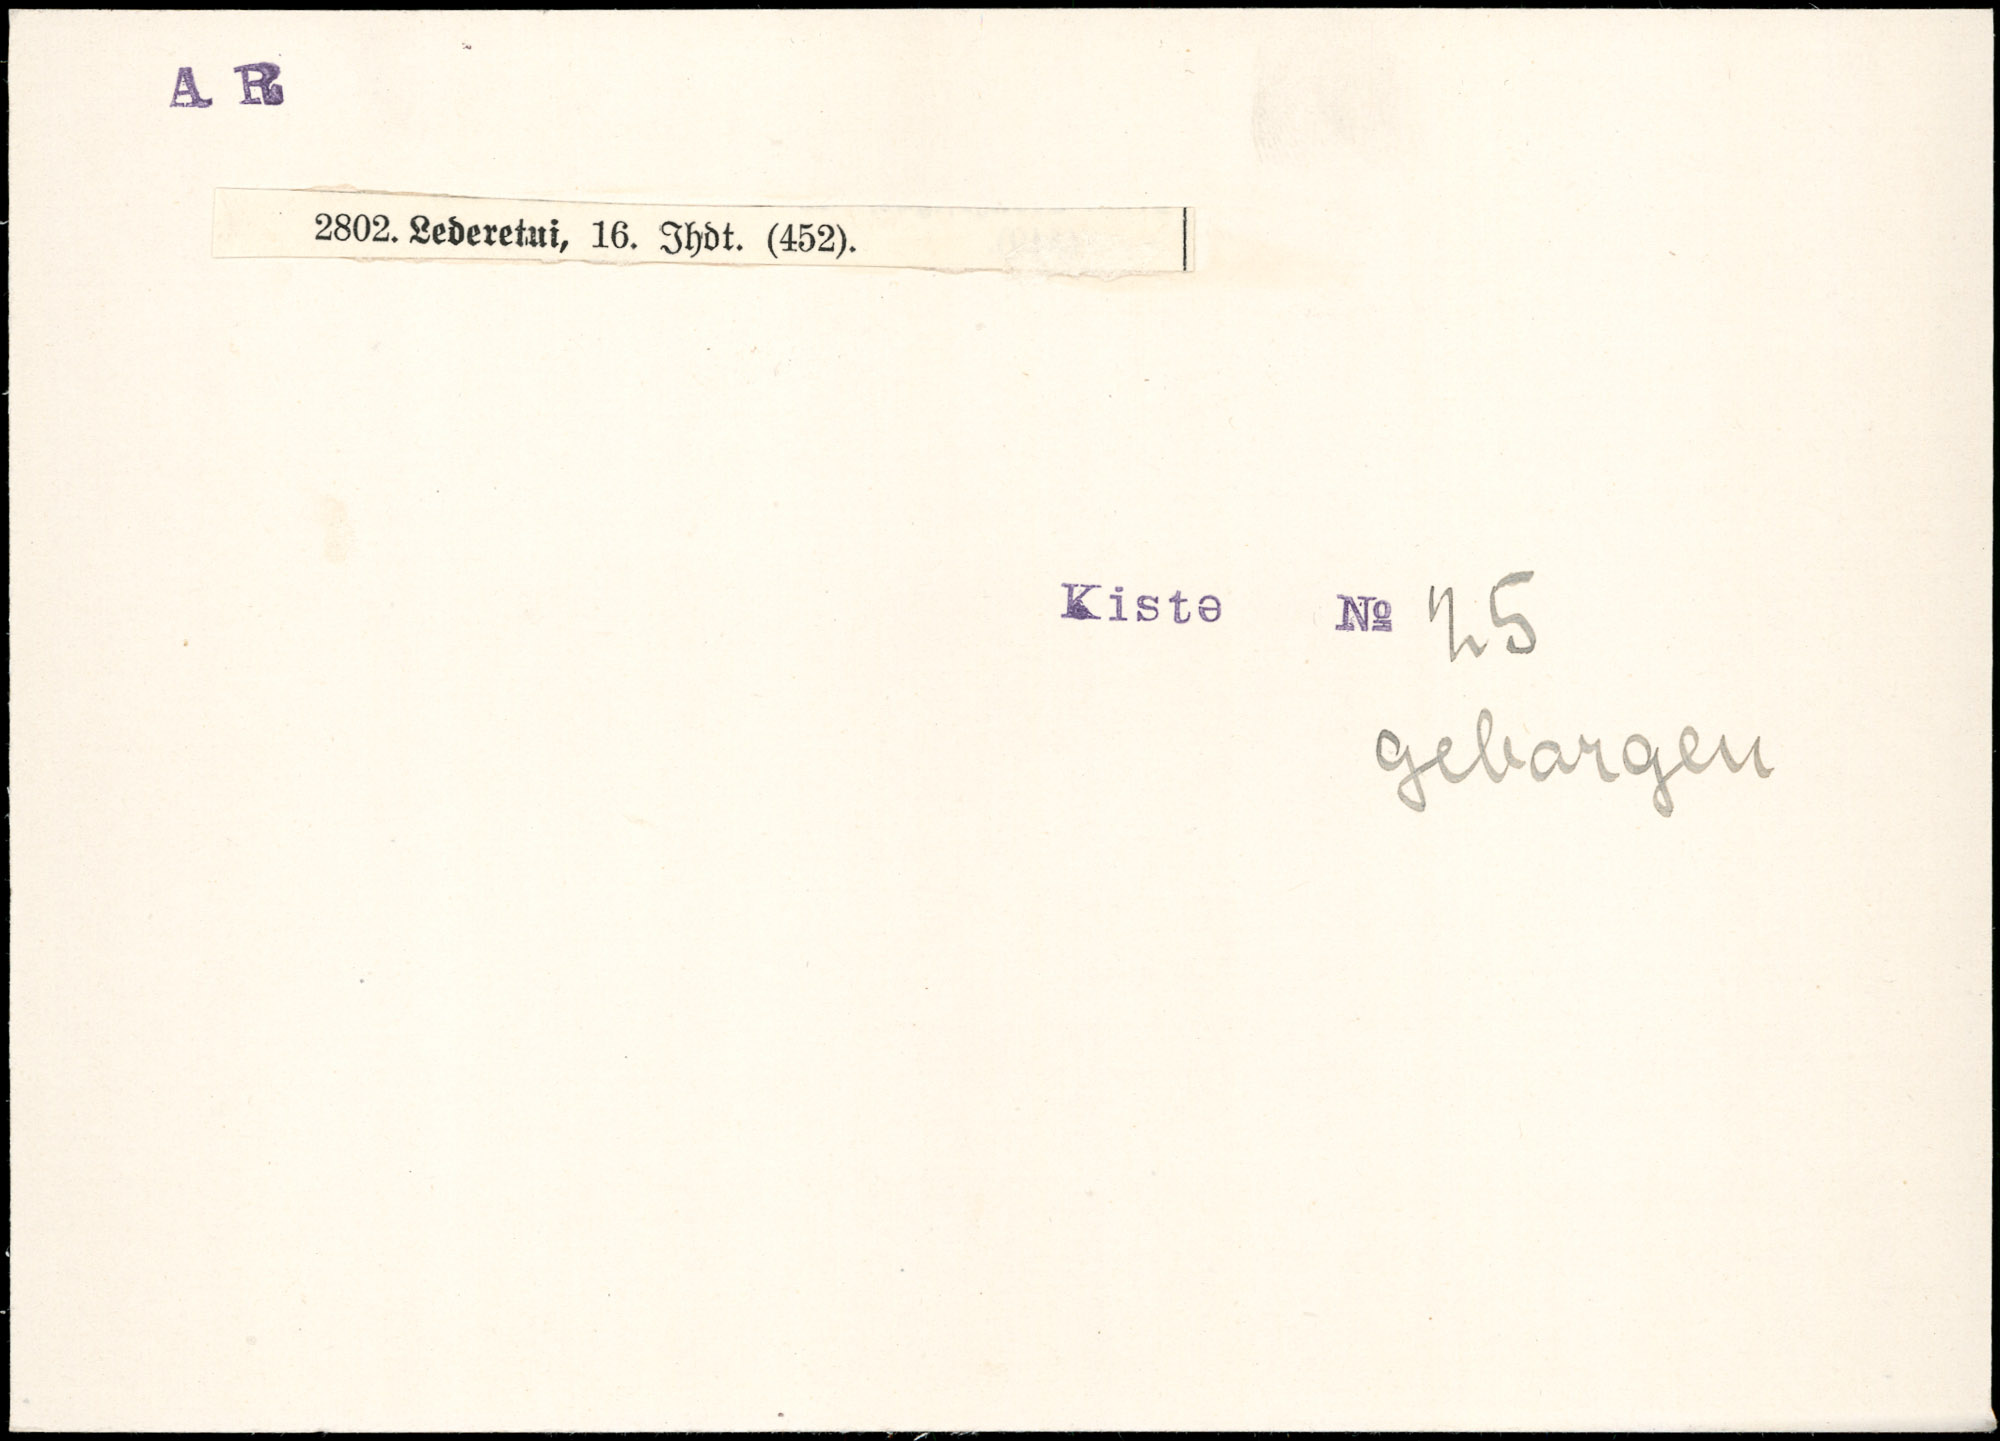 A R
2802. Lederetui, 16. Jhdt. (452).
Kiste № 25
geborgen